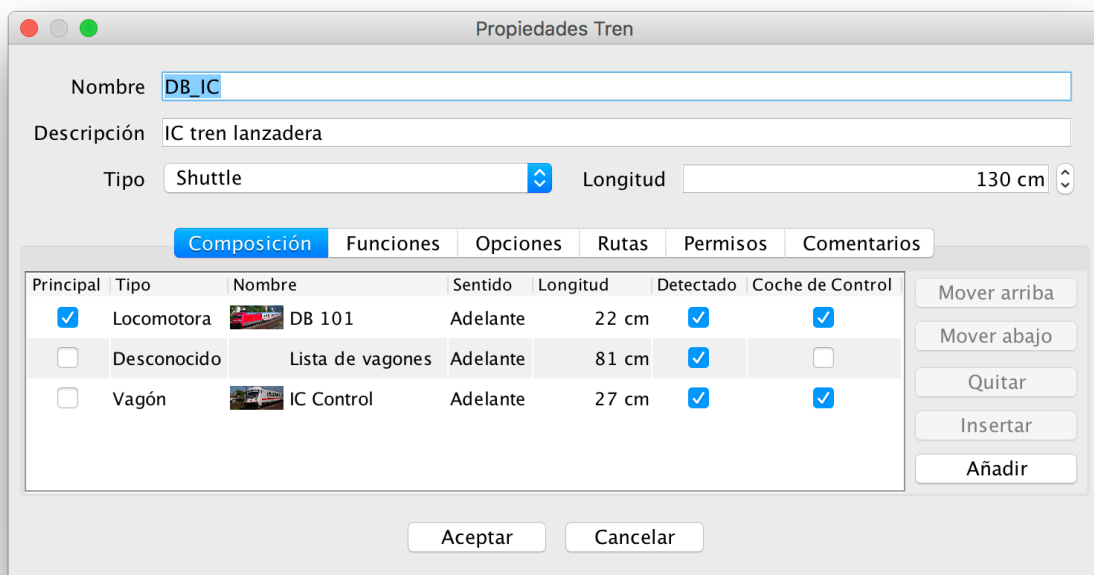 Propiedades Tren
Nombre DB_IC
Descripción IC tren lanzadera
Tipo Shuttle Longitud 130 cm
Composición Funciones Opciones Rutas Permisos Comentarios
Principal Tipo Nombre Sentido Longitud Detectado Coche de Control
Locomotora DB 101 Adelante 22 cm
Desconocido Lista de vagones Adelante 81 cm
Vagón IC Control Adelante 27 cm
Mover arriba
Mover abajo
Quitar
Insertar
Añadir
Aceptar Cancelar